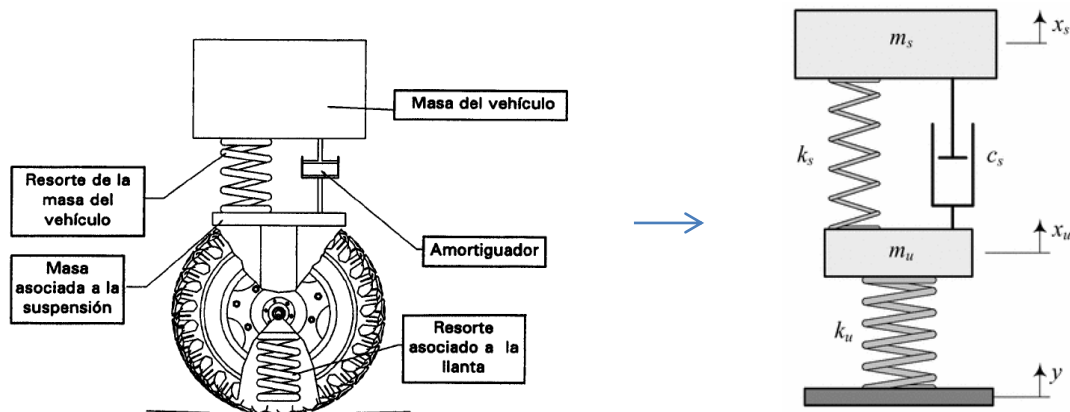 Masa del vehículo
Resorte de la
masa del
vehículo
Amortiguador
Masa
asociada a la
suspensión
Resorte
asociado a la
llanta
m_s
x_s
k_s
c_s
x_u
m_u
k_u
y